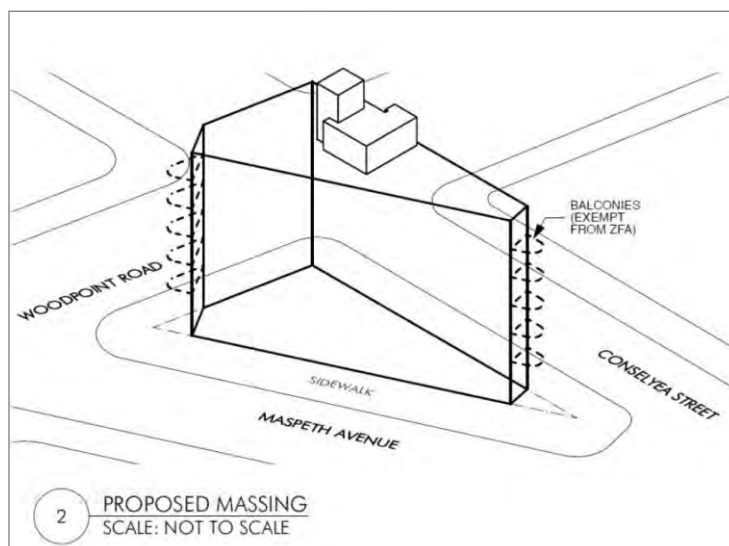 BALCONIES
(EXEMPT
FROM ZFA)
WOODPOINT ROAD
CONSELYEA STREET
SIDEWALK
MASPETH AVENUE
2
PROPOSED MASSING
SCALE: NOT TO SCALE